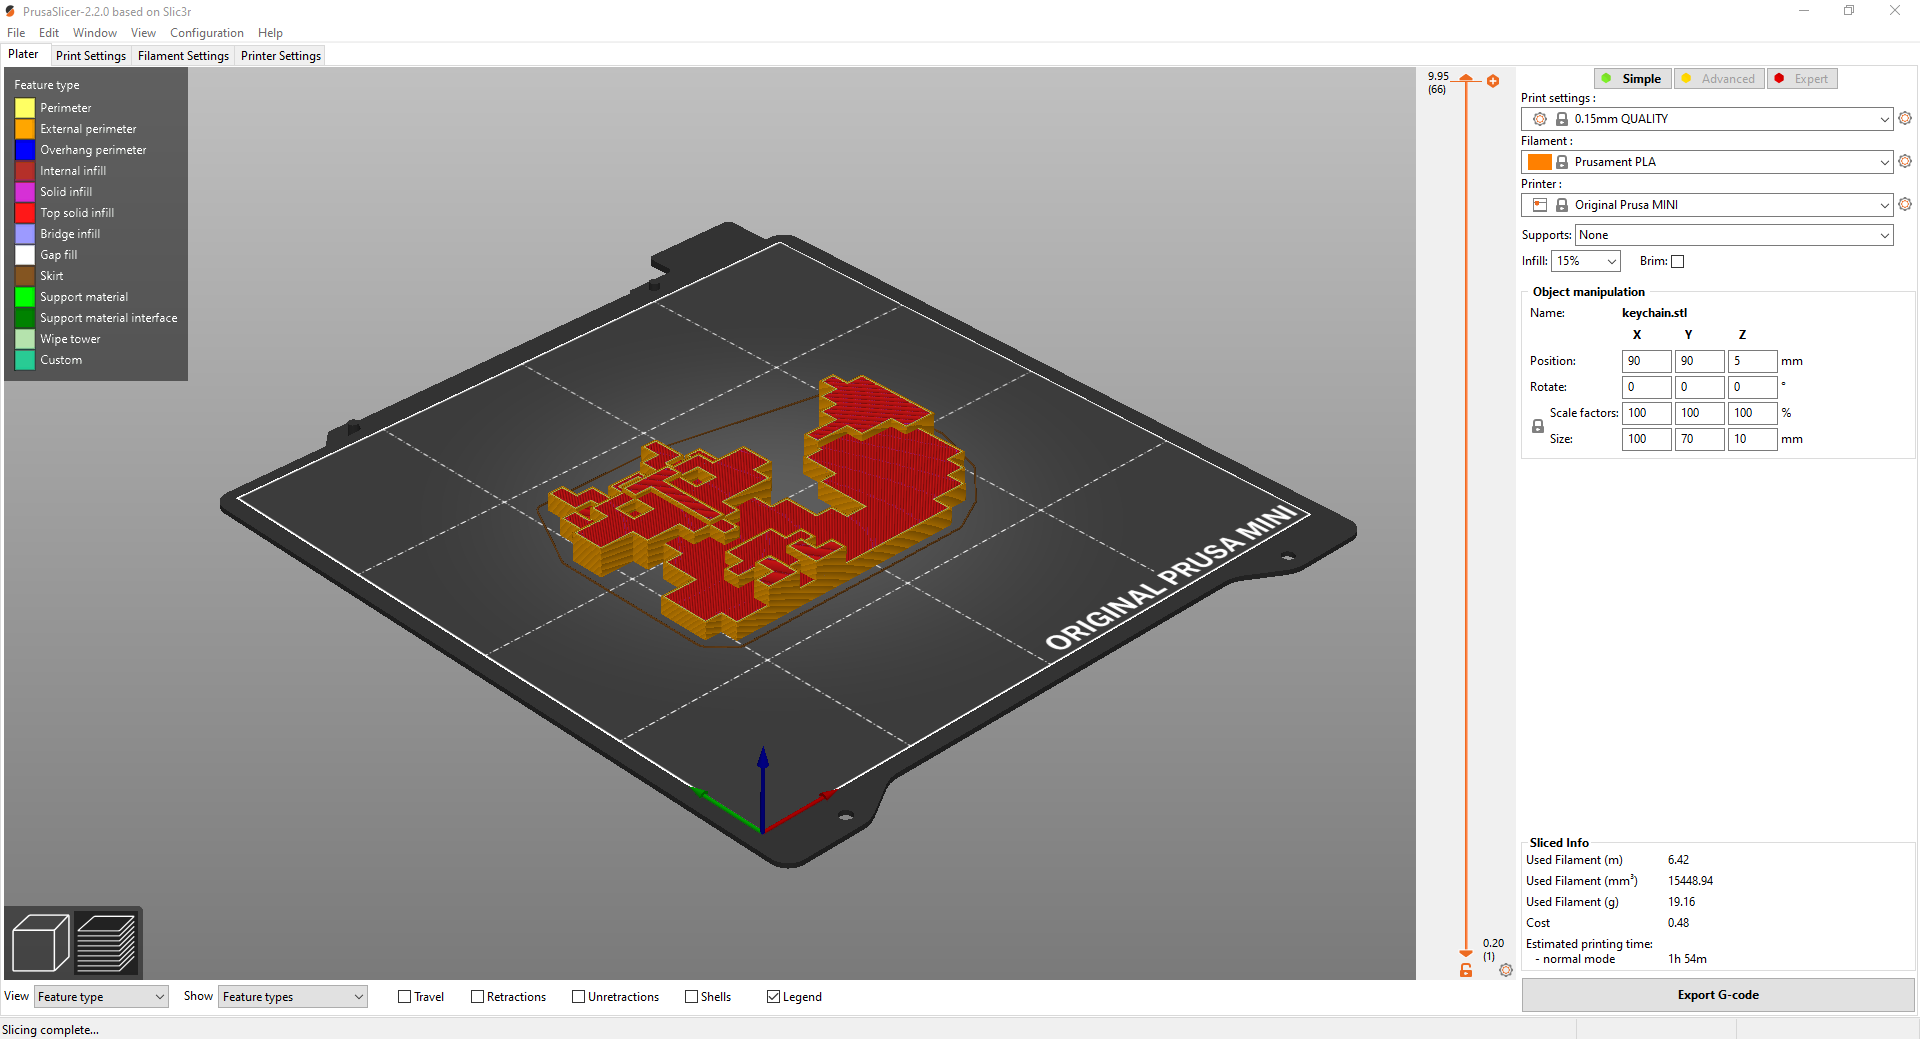 PrusaSlicer-2.2.0 based on Slic3r
File Edit Window View Configuration Help
Plater Print Settings Filament Settings Printer Settings
Feature type
Perimeter
External perimeter
Overhang perimeter
Internal infill
Solid infill
Top solid infill
Bridge infill
Gap fill
Skirt
Support material
Support material interface
Wipe tower
Custom
ORIGINAL PRUSA MINI
9.95
(66)
0.20
(1)
Simple Advanced Expert
Print settings :
0.15mm QUALITY
Filament :
Prusament PLA
Printer :
Original Prusa MINI
Supports: None
Infill: 15% Brim:
Object manipulation
Name: keychain.stl
X Y Z
Position: 90 90 5 mm
Rotate: 0 0 0 °
Scale factors: 100 100 100 %
Size: 100 70 10 mm
Sliced Info
Used Filament (m) 6.42
Used Filament (mm³) 15448.94
Used Filament (g) 19.16
Cost 0.48
Estimated printing time:
- normal mode 1h 54m
Export G-code
View Feature type Show Feature types Travel Retractions Unretractions Shells Legend
Slicing complete...